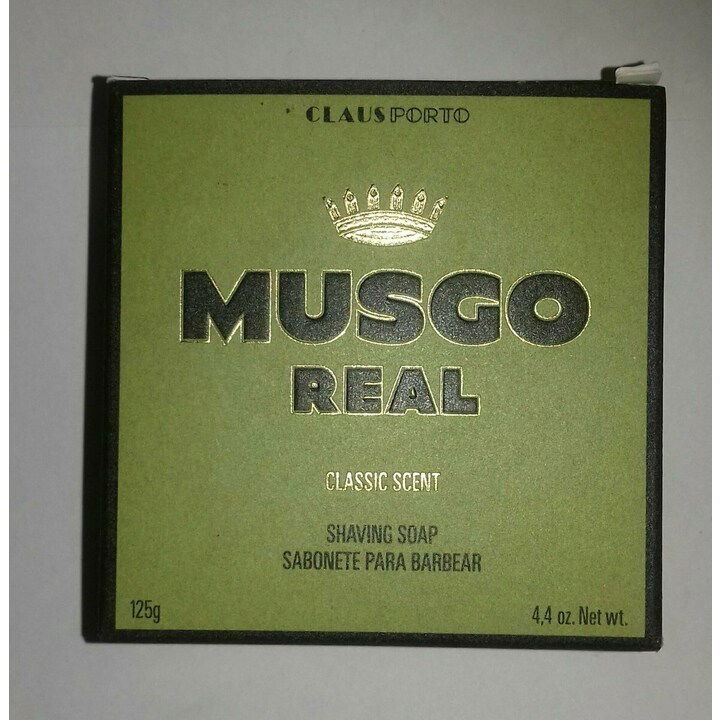 CLAUS PORTO
MUSGO
REAL
CLASSIC SCENT
SHAVING SOAP
SABONETE PARA BARBEAR
125g
4,4 oz. Net wt.